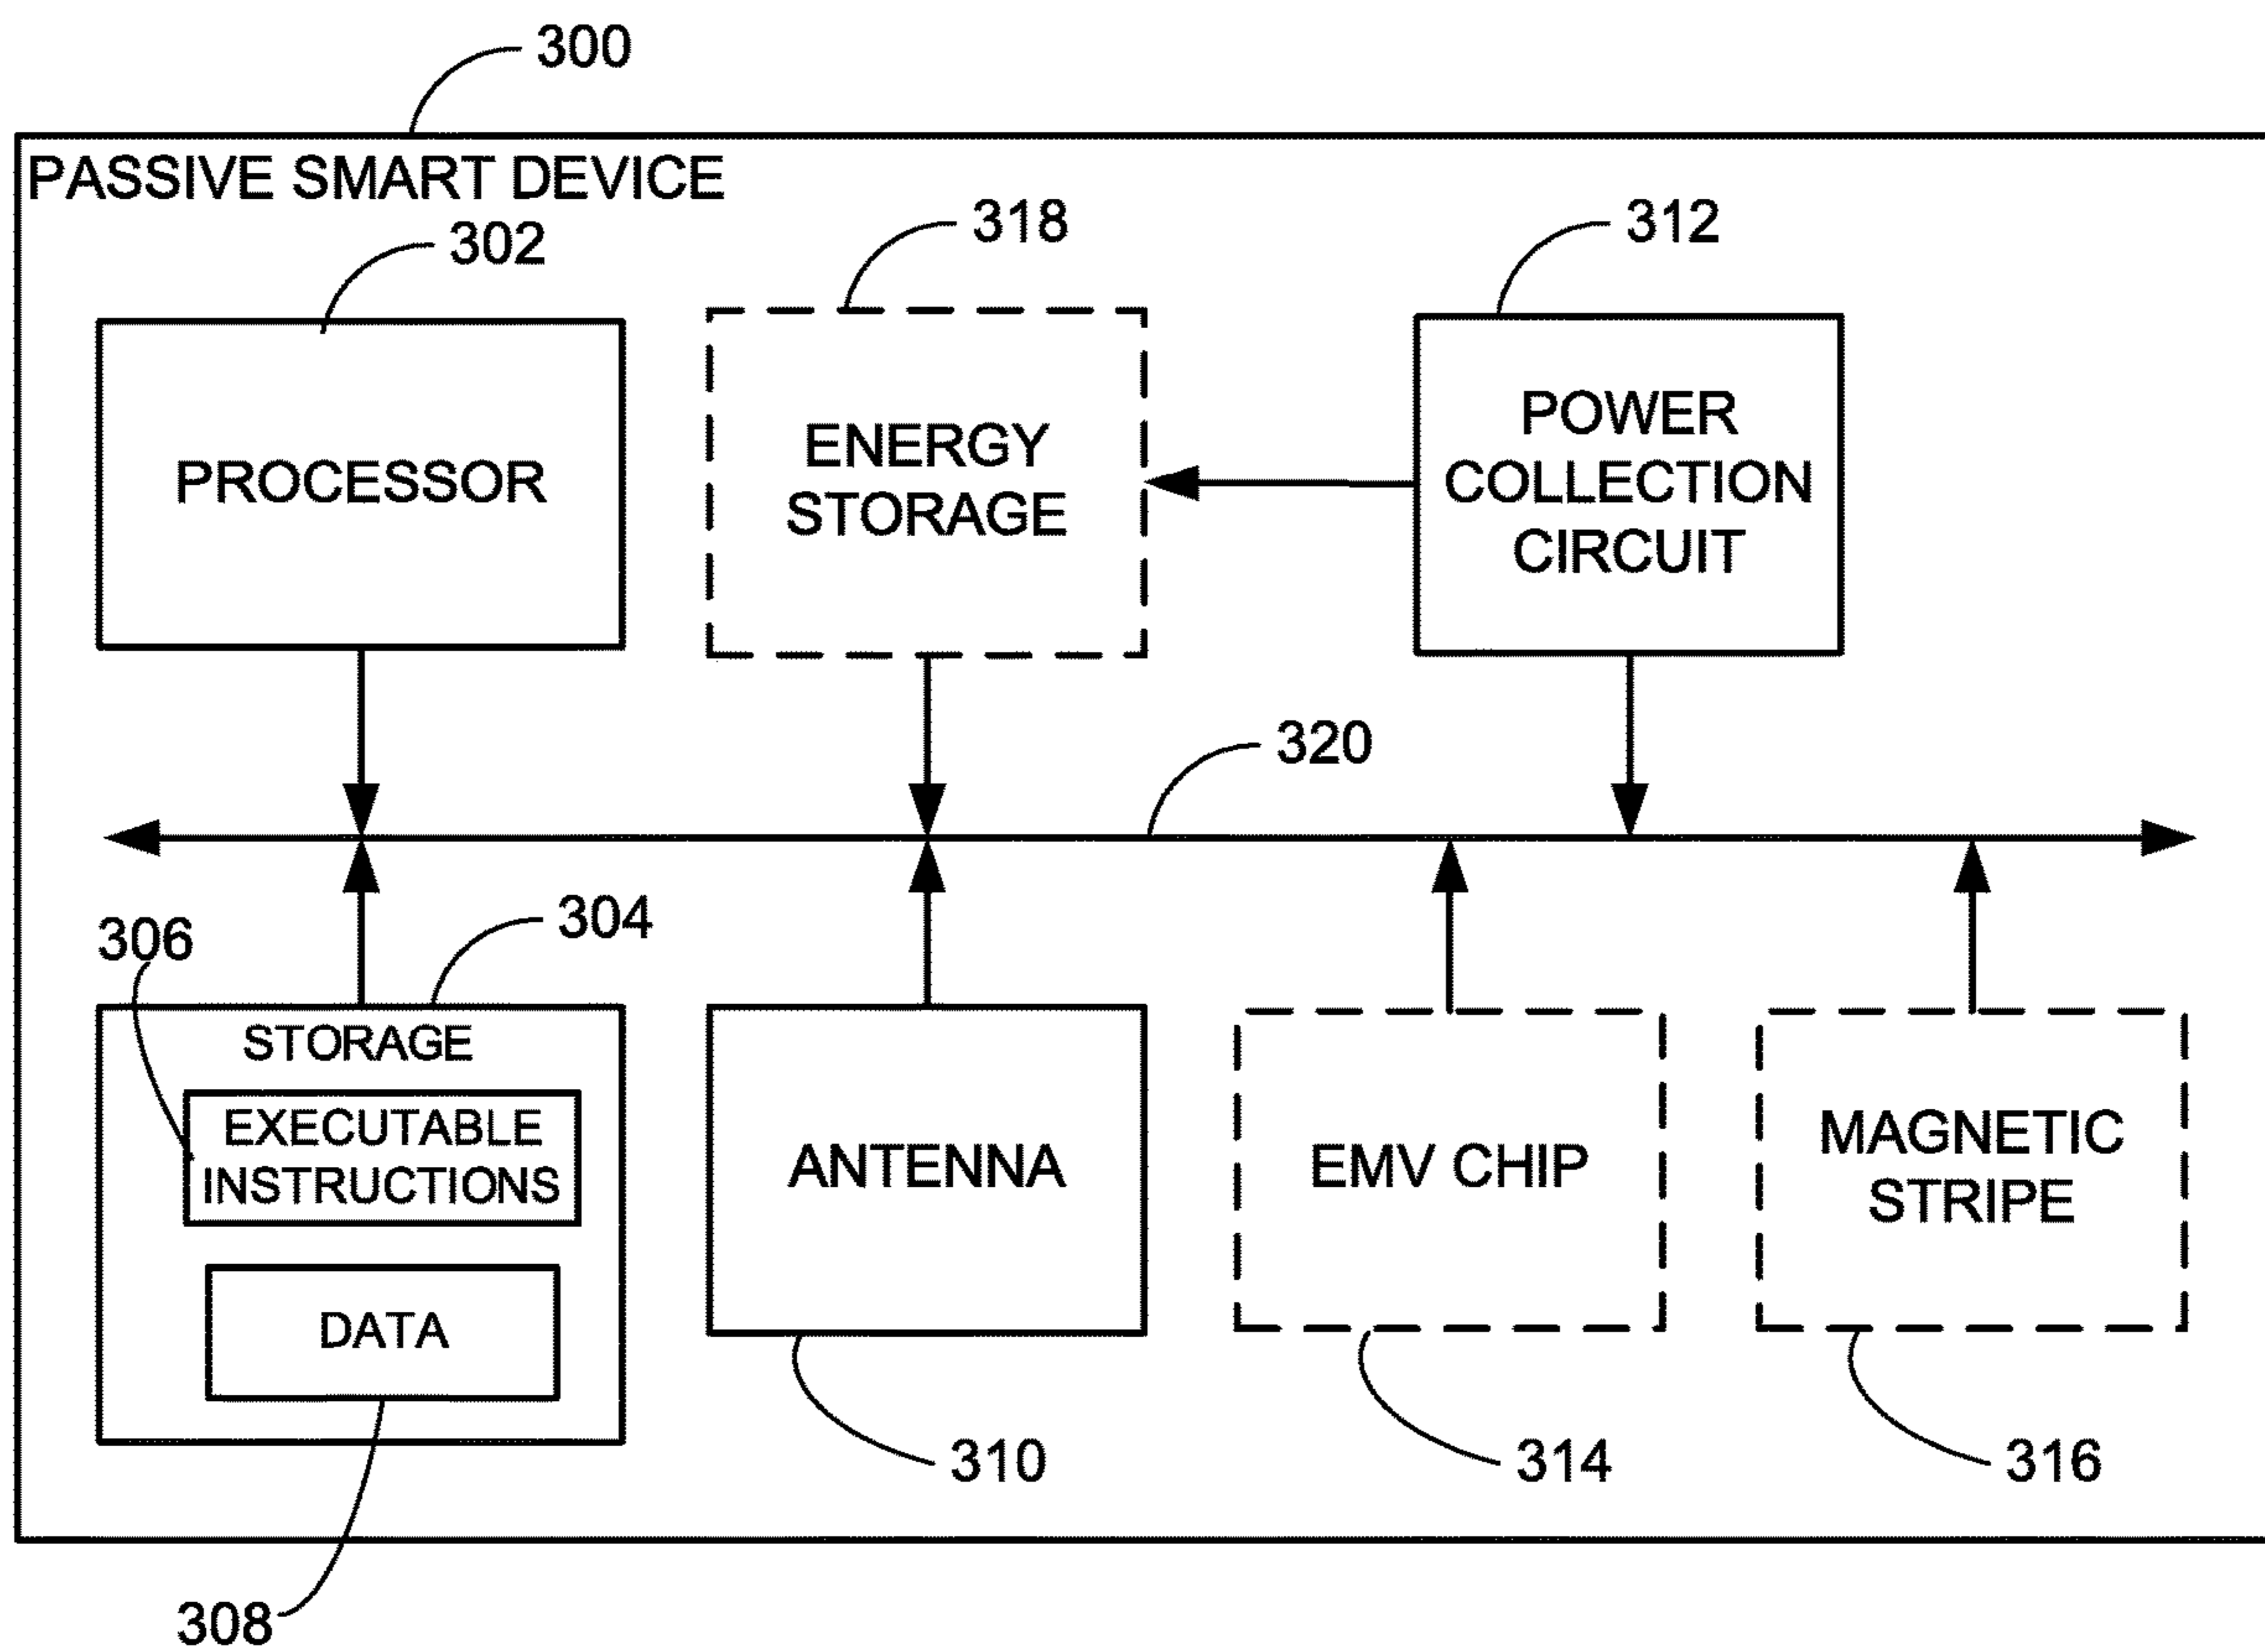 300
PASSIVE SMART DEVICE
302
318
312
PROCESSOR
ENERGY
STORAGE
POWER
COLLECTION
CIRCUIT
320
306
304
STORAGE
EXECUTABLE
INSTRUCTIONS
DATA
ANTENNA
EMV CHIP
MAGNETIC
STRIPE
310
314
316
308